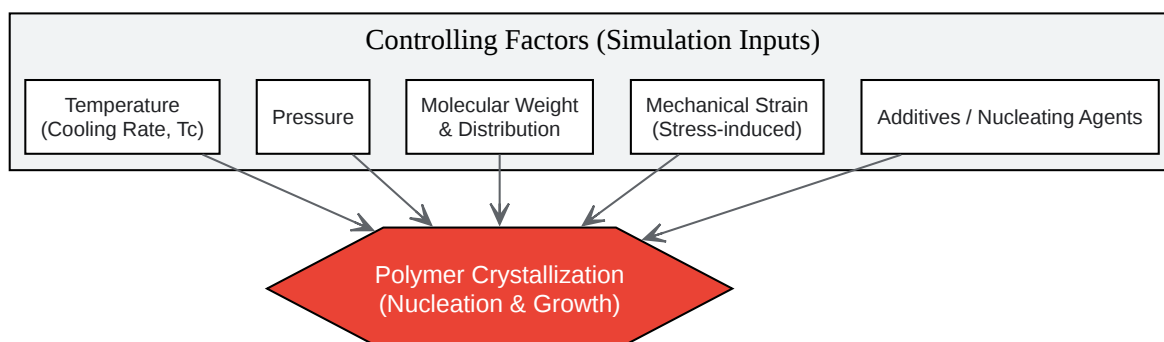 Controlling Factors (Simulation Inputs)
Temperature
(Cooling Rate, Tc)
Pressure
Molecular Weight
& Distribution
Mechanical Strain
(Stress-induced)
Additives / Nucleating Agents
Polymer Crystallization
(Nucleation & Growth)